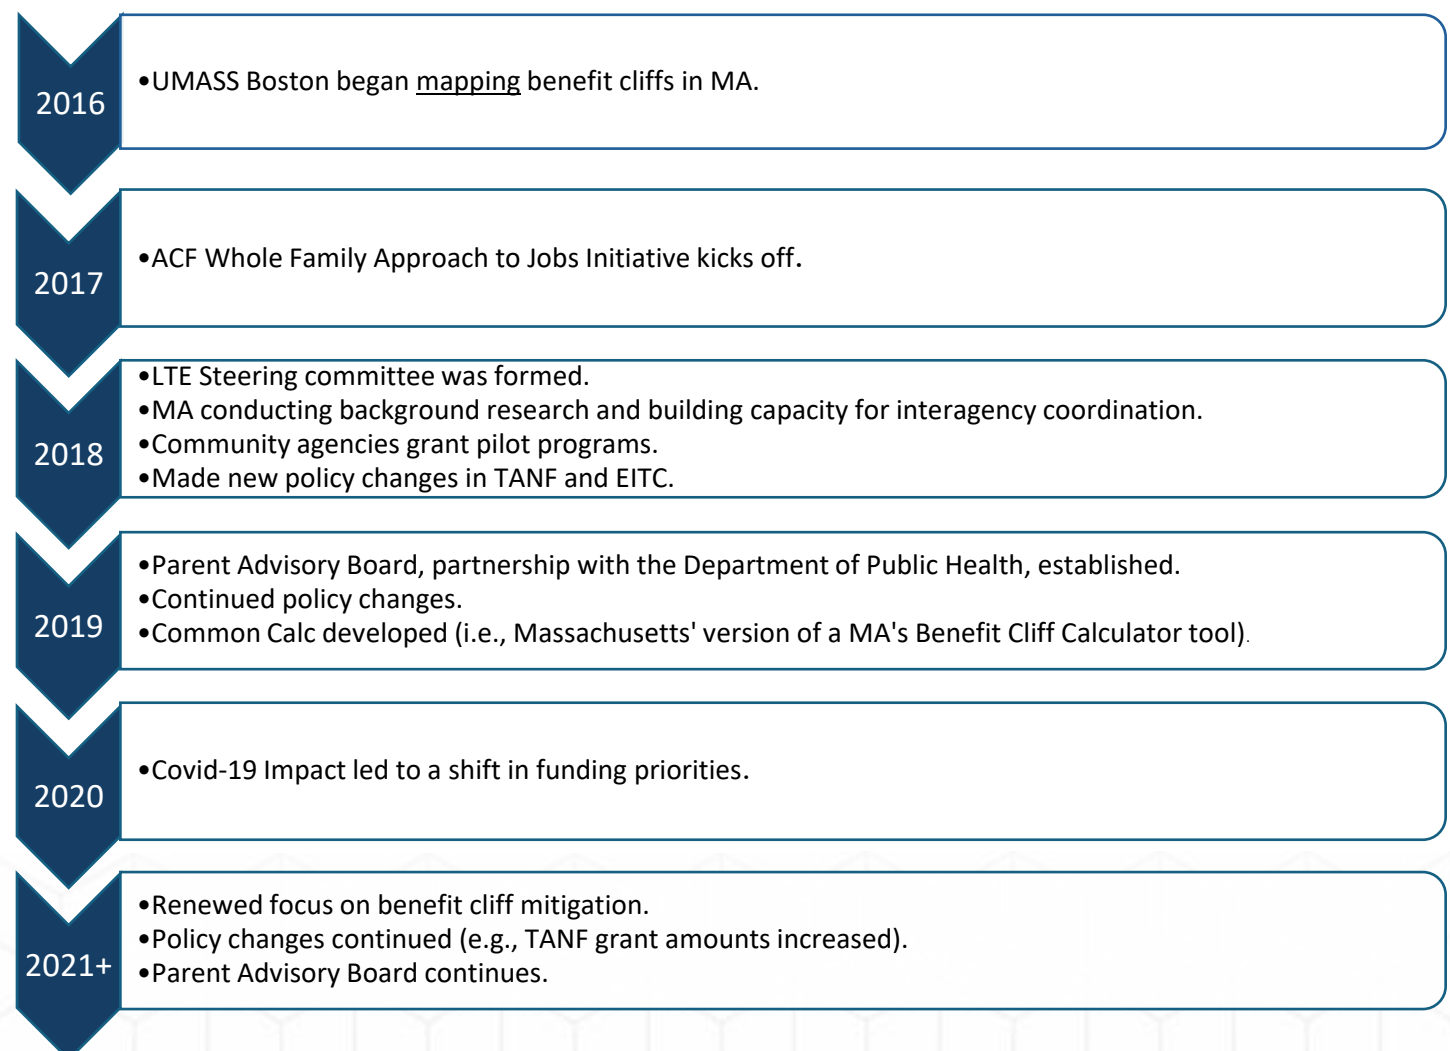 2016
•UMASS Boston began mapping benefit cliffs in MA.
2017
•ACF Whole Family Approach to Jobs Initiative kicks off.
2018
•LTE Steering committee was formed.
•MA conducting background research and building capacity for interagency coordination.
•Community agencies grant pilot programs.
•Made new policy changes in TANF and EITC.
2019
•Parent Advisory Board, partnership with the Department of Public Health, established.
•Continued policy changes.
•Common Calc developed (i.e., Massachusetts' version of a MA's Benefit Cliff Calculator tool).
2020
•Covid-19 Impact led to a shift in funding priorities.
2021+
•Renewed focus on benefit cliff mitigation.
•Policy changes continued (e.g., TANF grant amounts increased).
•Parent Advisory Board continues.